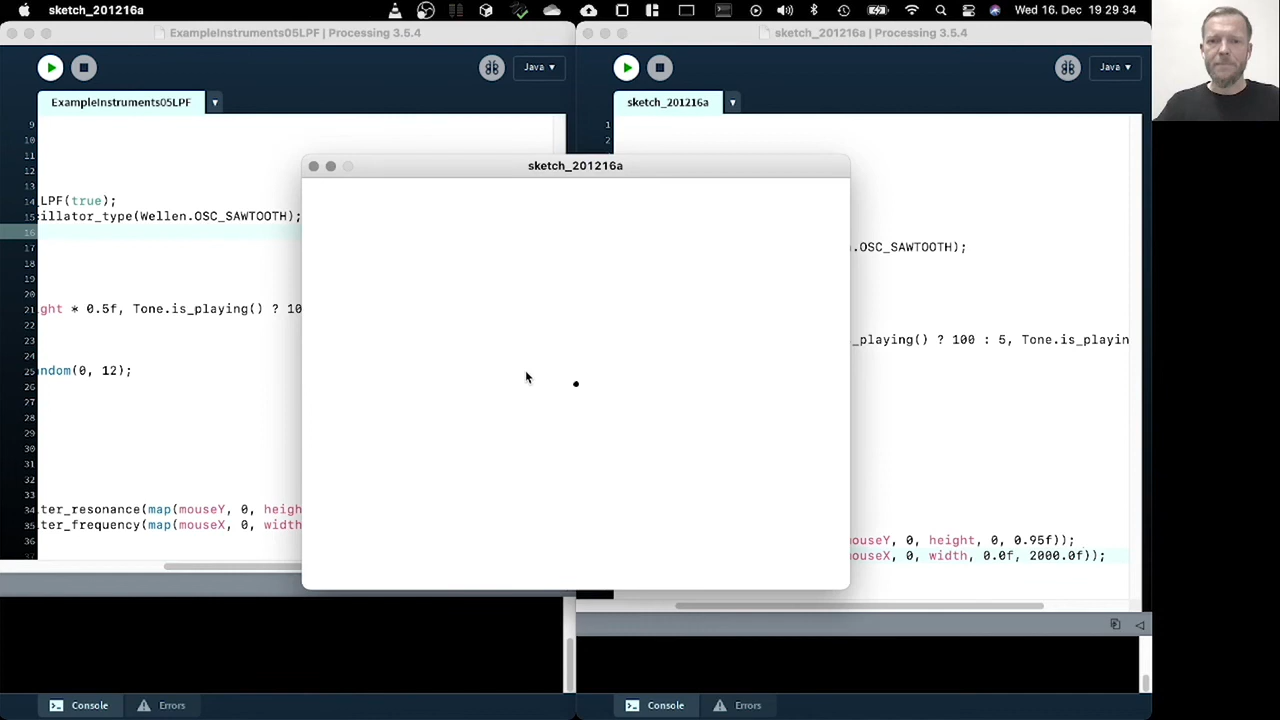 sketch_201216a
Wed 16. Dec 19 29 34
ExampleInstruments05LPF | Processing 3.5.4
sketch_201216a | Processing 3.5.4
Java ▾
Java ▾
ExampleInstruments05LPF
sketch_201216a
9
10
11
12
13
14 _LPF(true);
15 cillator_type(Wellen.OSC_SAWTOOTH);
16
17
18
19
20
21 ght * 0.5f, Tone.is_playing() ? 10
22
23
24
25 ndom(0, 12);
26
27
28
29
30
31
32
33
34 ter_resonance(map(mouseY, 0, heigh
35 ter_frequency(map(mouseX, 0, width
36
37
1
2
sketch_201216a
.OSC_SAWTOOTH);
_playing() ? 100 : 5, Tone.is_playin
ouseY, 0, height, 0, 0.95f));
ouseX, 0, width, 0.0f, 2000.0f));
Console
Errors
Console
Errors